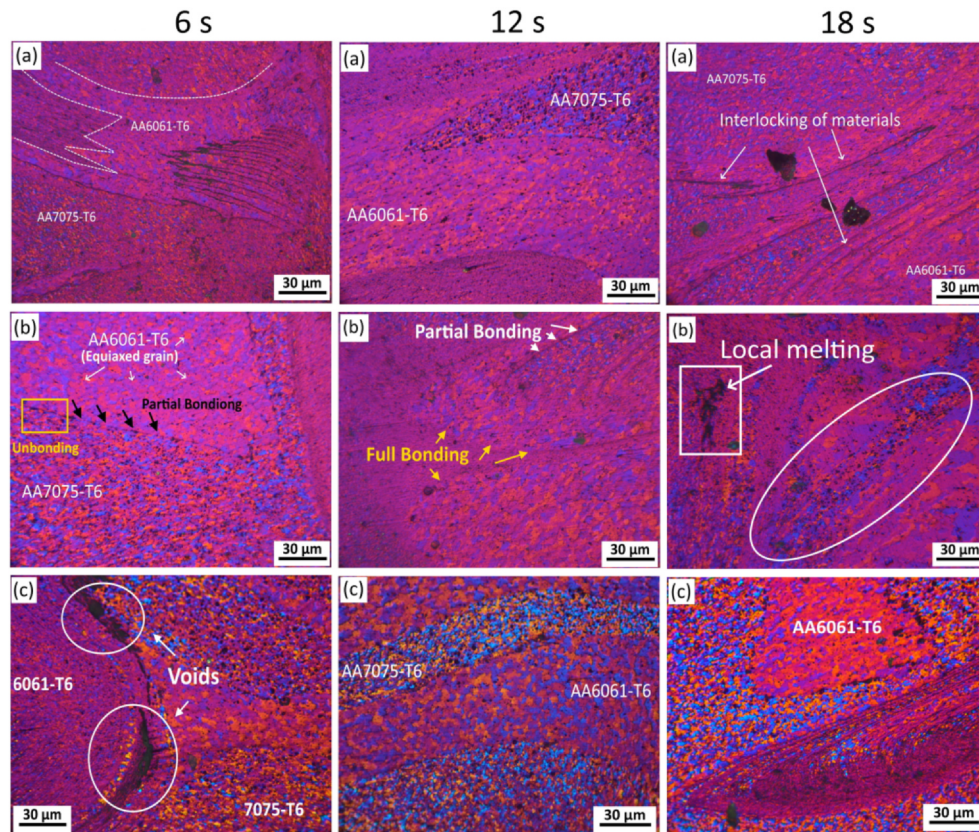 6 s
12 s
18 s
(a)
AA6061-T6
AA7075-T6
30 µm
(a)
AA7075-T6
AA6061-T6
30 µm
(a)
AA7075-T6
Interlocking of materials
AA6061-T6
30 µm
(b)
AA6061-T6
(Equiaxed grain)
Partial Bondiong
Unbonding
AA7075-T6
30 µm
(b)
Partial Bonding
Full Bonding
30 µm
(b)
Local melting
30 µm
(c)
6061-T6
Voids
7075-T6
30 µm
(c)
AA7075-T6
AA6061-T6
30 µm
(c)
AA6061-T6
30 µm